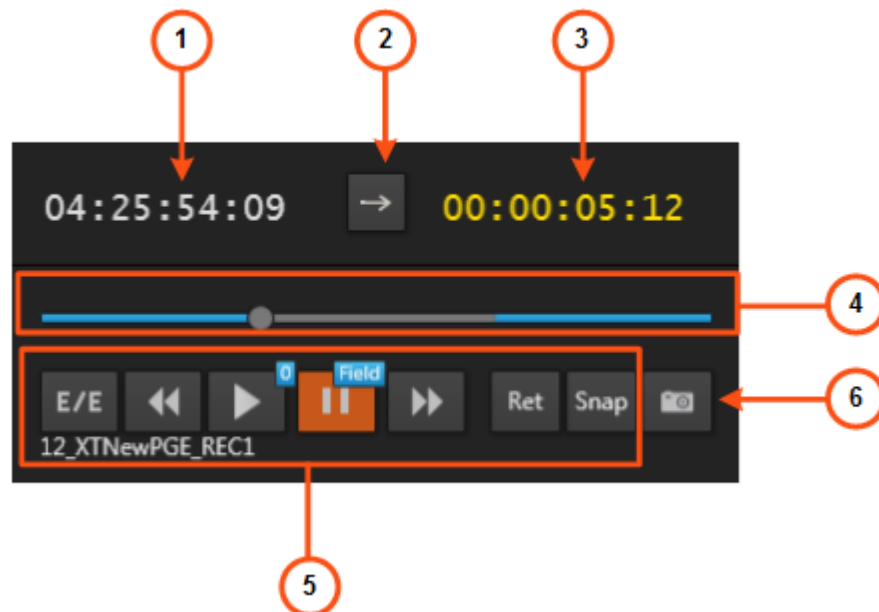 1 2 3
04:25:54:09 → 00:00:05:12
4
0 Field
E/E Ret Snap
6
12_XTNewPGE_REC1
5